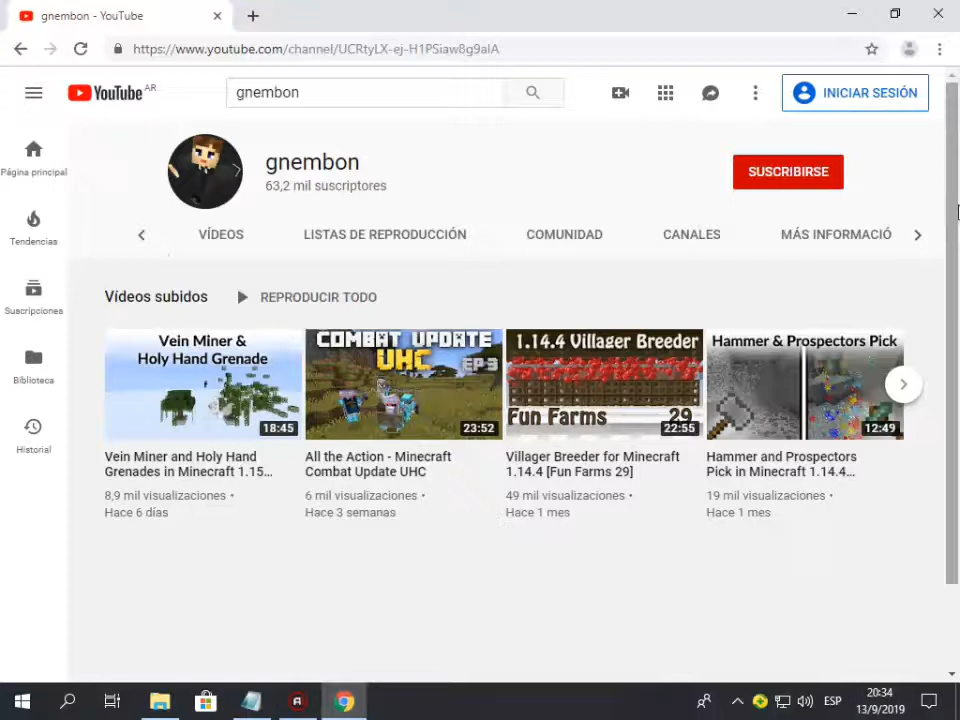 gnembon - YouTube
https://www.youtube.com/channel/UCRtyLX-ej-H1PSiaw8g9aIA
YouTube AR
gnembon
INICIAR SESIÓN
Página principal
Tendencias
Suscripciones
Biblioteca
Historial
gnembon
63,2 mil suscriptores
SUSCRIBIRSE
VÍDEOS
LISTAS DE REPRODUCCIÓN
COMUNIDAD
CANALES
MÁS INFORMACIÓ
Vídeos subidos
REPRODUCIR TODO
Vein Miner &
Holy Hand Grenade
18:45
Vein Miner and Holy Hand
Grenades in Minecraft 1.15...
8,9 mil visualizaciones •
Hace 6 días
COMBAT UPDATE
UHC EP3
23:52
All the Action - Minecraft
Combat Update UHC
6 mil visualizaciones •
Hace 3 semanas
1.14.4 Villager Breeder
Fun Farms 29
22:55
Villager Breeder for Minecraft
1.14.4 [Fun Farms 29]
49 mil visualizaciones •
Hace 1 mes
Hammer & Prospectors Pick
12:49
Hammer and Prospectors
Pick in Minecraft 1.14.4...
19 mil visualizaciones •
Hace 1 mes
ESP
20:34
13/9/2019